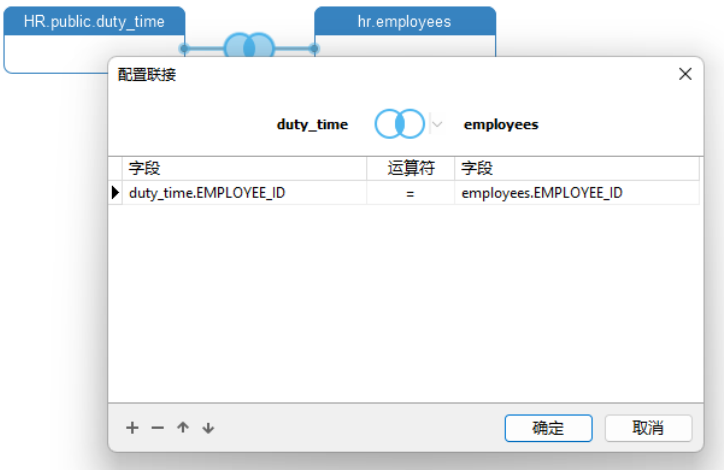 HR.public.duty_time hr.employees
配置联接
duty_time employees
字段 运算符 字段
duty_time.EMPLOYEE_ID = employees.EMPLOYEE_ID
确定 取消